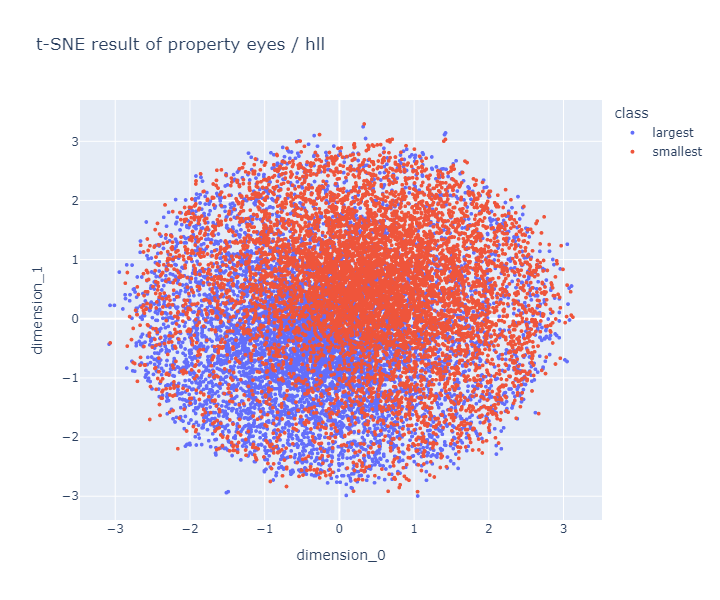 t-SNE result of property eyes / hll
class
largest
smallest
3
2
1
0
−1
−2
−3
dimension_1
−3
−2
−1
0
1
2
3
dimension_0